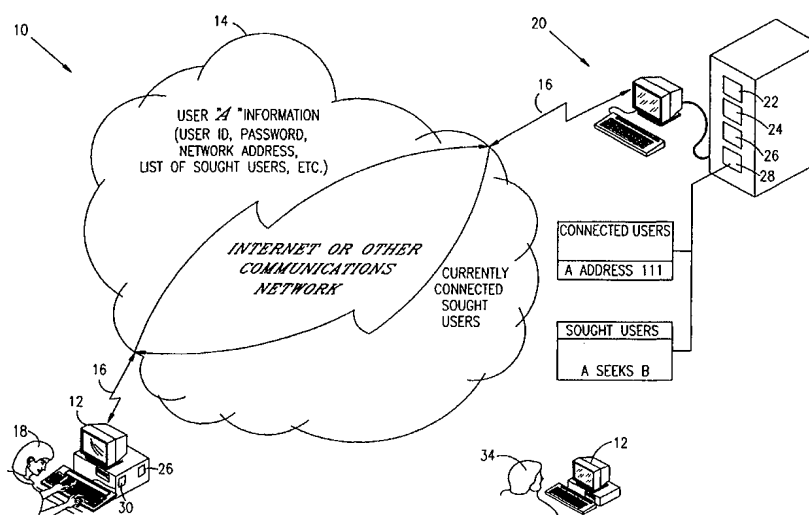 10
14
20
16
USER "A" INFORMATION
(USER ID, PASSWORD,
NETWORK ADDRESS,
LIST OF SOUGHT USERS, ETC.)
22
24
26
28
INTERNET OR OTHER
COMMUNICATIONS
NETWORK
CURRENTLY
CONNECTED
SOUGHT
USERS
CONNECTED USERS
A ADDRESS 111
SOUGHT USERS
A SEEKS B
16
12
18
26
30
34
12